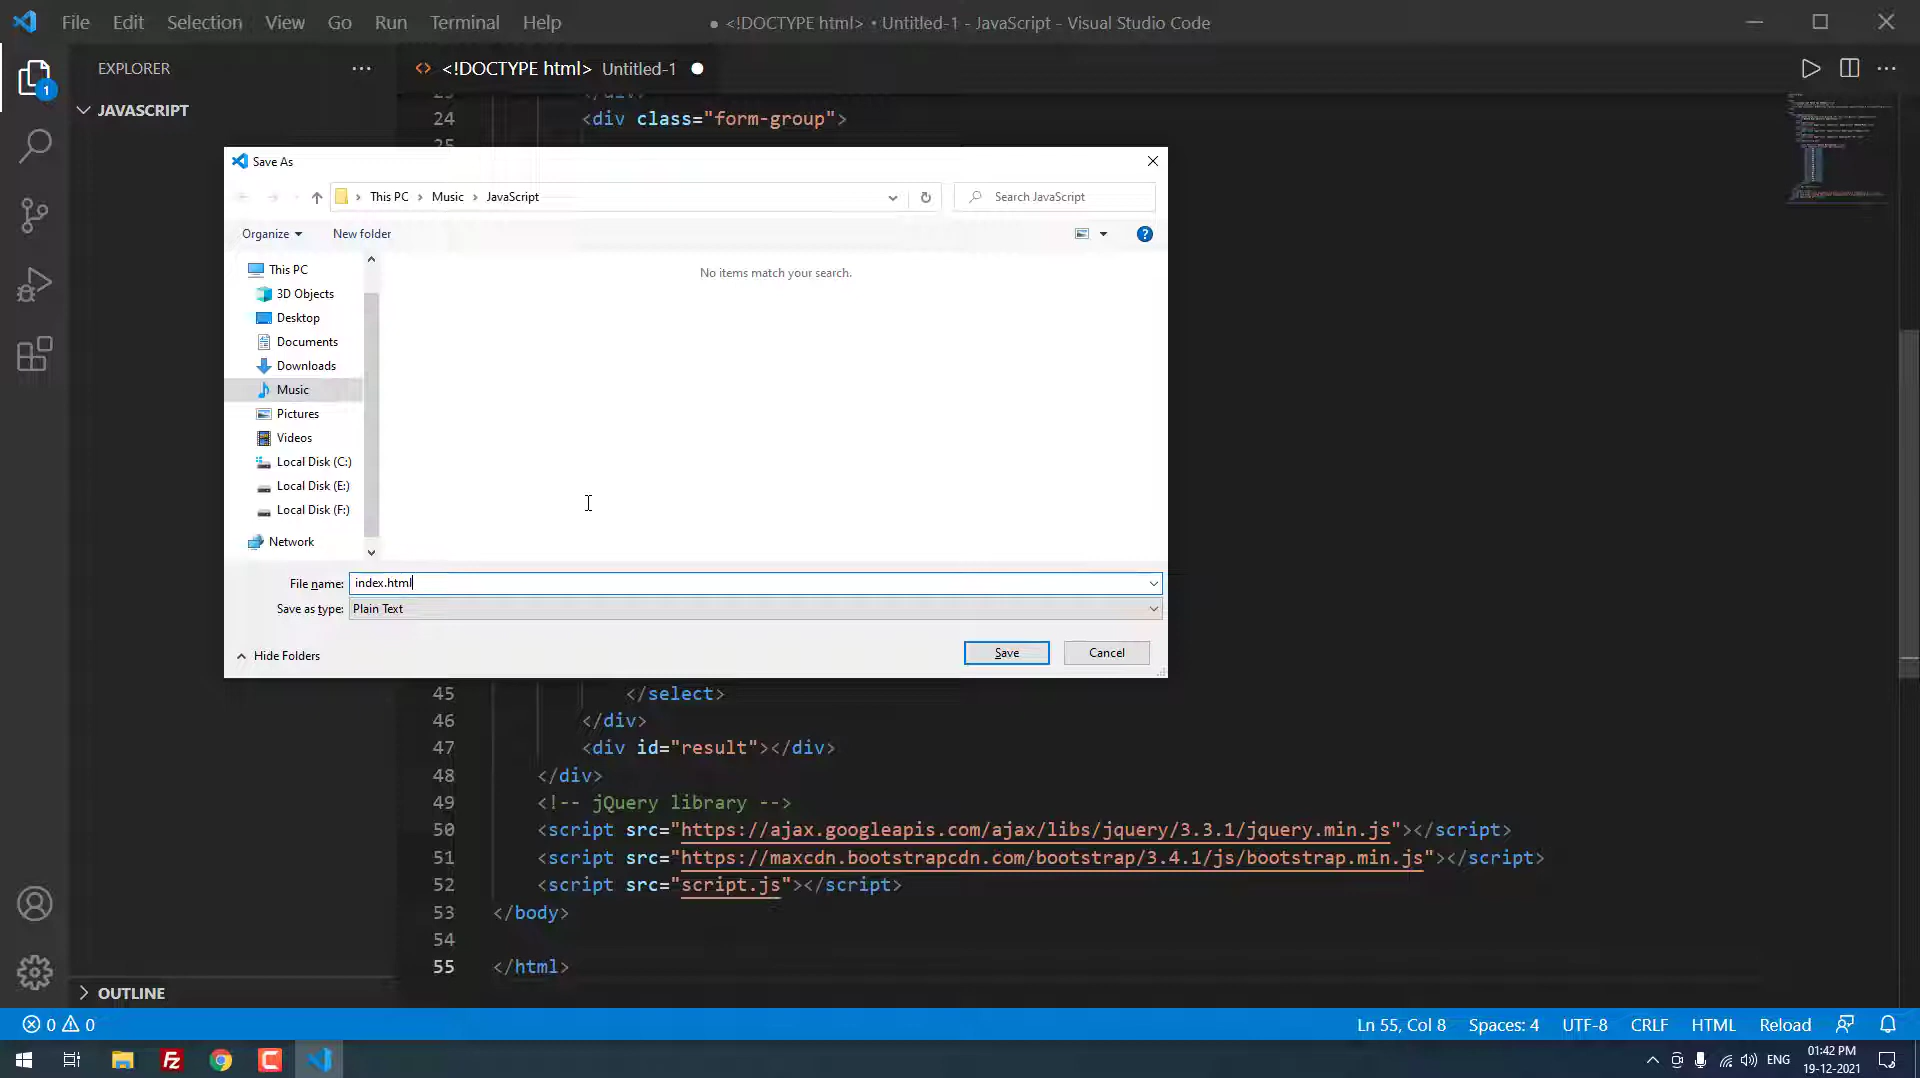 File Edit Selection View Go Run Terminal Help
● <!DOCTYPE html> • Untitled-1 - JavaScript - Visual Studio Code
EXPLORER
<!DOCTYPE html> Untitled-1
1
JAVASCRIPT
24 <div class="form-group">
Save As
This PC > Music > JavaScript
Search JavaScript
Organize New folder
No items match your search.
This PC
3D Objects
Desktop
Documents
Downloads
Music
Pictures
Videos
Local Disk (C:)
Local Disk (E:)
Local Disk (F:)
Network
File name: index.html
Save as type: Plain Text
Hide Folders
Save
Cancel
45 </select>
46 </div>
47 <div id="result"></div>
48 </div>
49 <!-- jQuery library -->
50 <script src="https://ajax.googleapis.com/ajax/libs/jquery/3.3.1/jquery.min.js"></script>
51 <script src="https://maxcdn.bootstrapcdn.com/bootstrap/3.4.1/js/bootstrap.min.js"></script>
52 <script src="script.js"></script>
53 </body>
54
55 </html>
OUTLINE
0 0
Ln 55, Col 8 Spaces: 4 UTF-8 CRLF HTML Reload
ENG
01:42 PM
19-12-2021